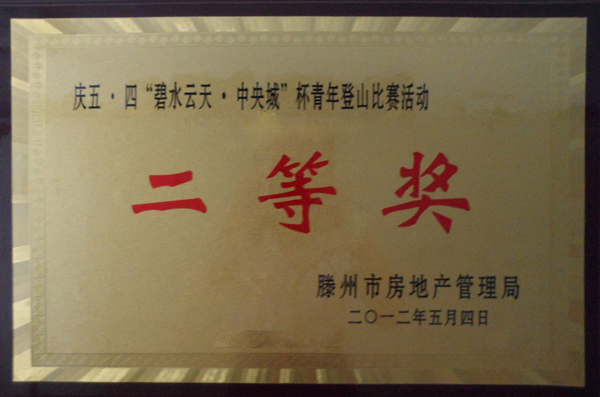 庆五·四“碧水云天·中央城”杯青年登山比赛活动
二等奖
滕州市房地产管理局
二〇一二年五月四日